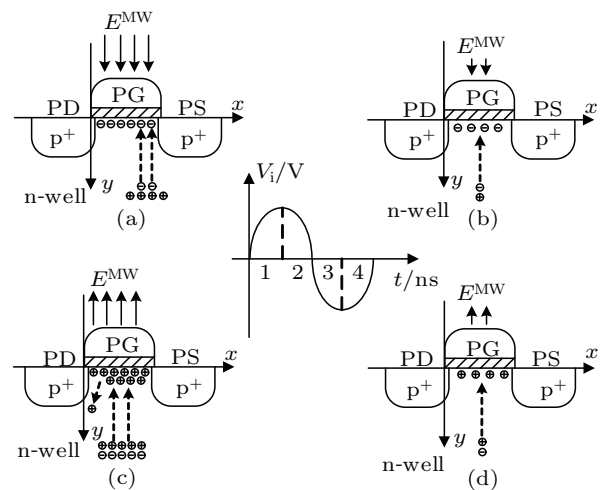 E^MW
PD PG PS x
p⁺ p⁺
n-well y
(a)
E^MW
PD PG PS x
p⁺ p⁺
n-well y
(b)
V_i/V
1 2 3 4 t/ns
E^MW
PD PG PS x
p⁺ p⁺
n-well y
(c)
E^MW
PD PG PS x
p⁺ p⁺
n-well y
(d)